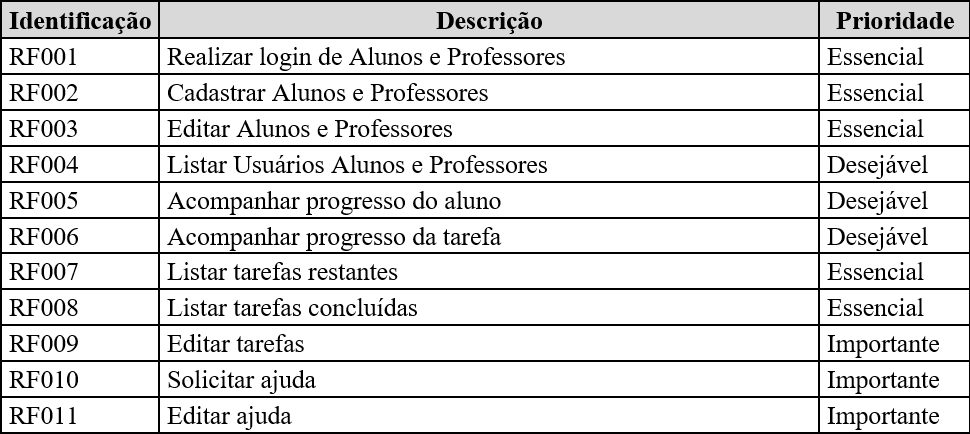 Identificação Descrição Prioridade
RF001 Realizar login de Alunos e Professores Essencial
RF002 Cadastrar Alunos e Professores Essencial
RF003 Editar Alunos e Professores Essencial
RF004 Listar Usuários Alunos e Professores Desejável
RF005 Acompanhar progresso do aluno Desejável
RF006 Acompanhar progresso da tarefa Desejável
RF007 Listar tarefas restantes Essencial
RF008 Listar tarefas concluídas Essencial
RF009 Editar tarefas Importante
RF010 Solicitar ajuda Importante
RF011 Editar ajuda Importante